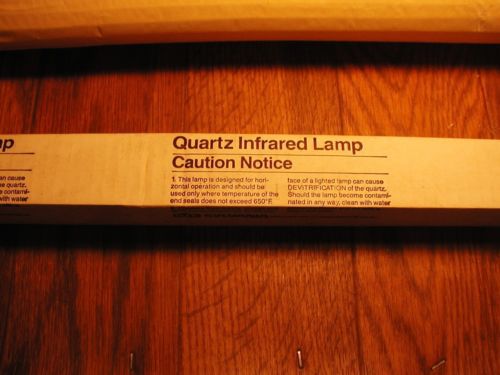 mp
an cause
e quartz.
e contami-
n with water
Quartz Infrared Lamp
Caution Notice
1. This lamp is designed for hori-
zontal operation and should be
used only where temperature of the
end seals does not exceed 650°F.
face of a lighted lamp can cause
DEVITRIFICATION of the quartz.
Should the lamp become contami-
nated in any way, clean with water